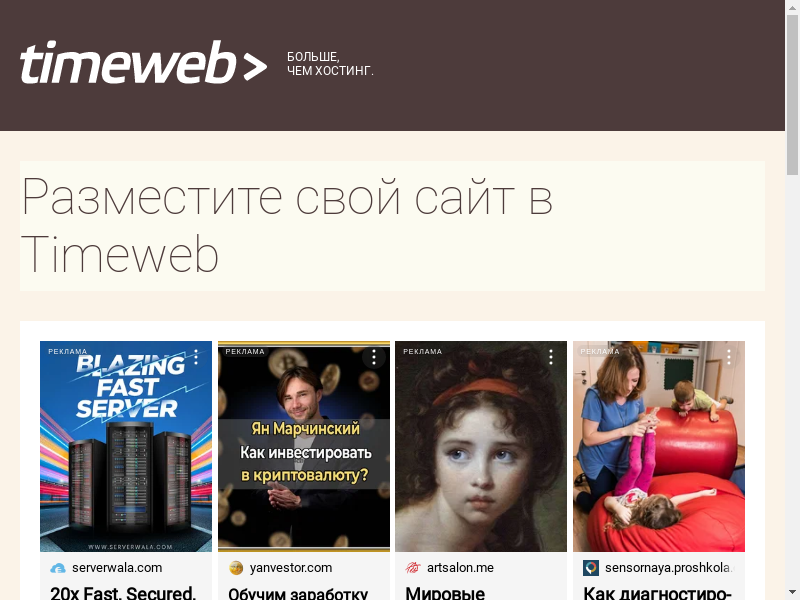 timeweb>
БОЛЬШЕ,
ЧЕМ ХОСТИНГ.
Разместите свой сайт в
Timeweb
РЕКЛАМА
BLAZING
FAST
SERVER
WWW.SERVERWALA.COM
serverwala.com
20x Fast. Secured.
РЕКЛАМА
Ян Марчинский
Как инвестировать
в криптовалюту?
yanvestor.com
Обучим заработку
РЕКЛАМА
artsalon.me
Мировые
РЕКЛАМА
sensornaya.proshkola.
Как диагностиро-